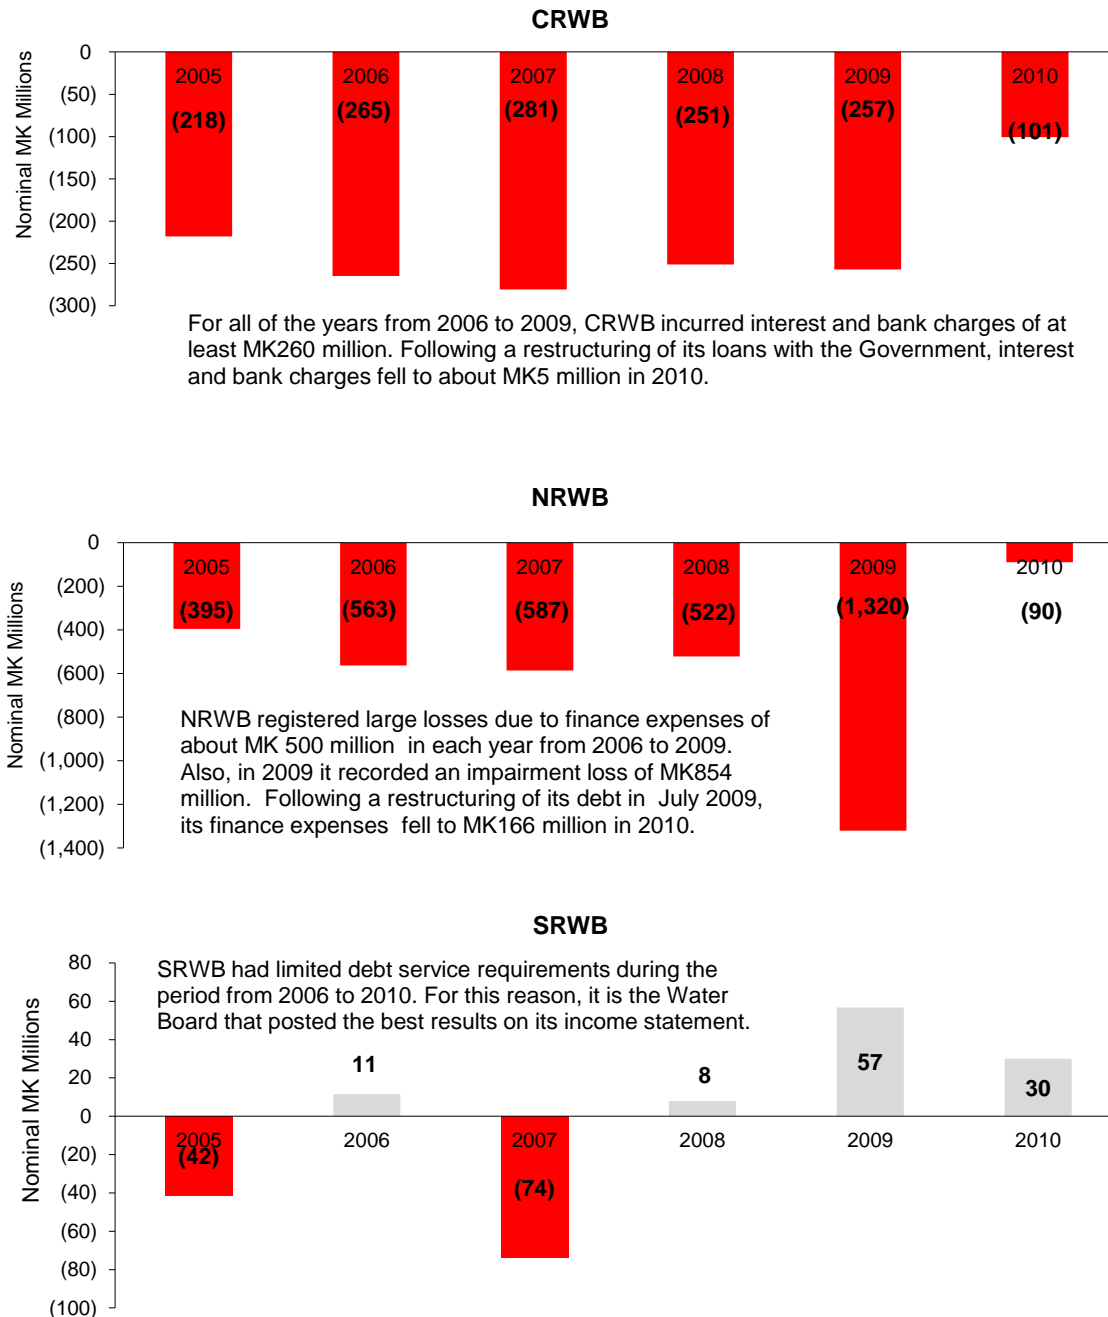 CRWB
Nominal MK Millions
0
(50)
(100)
(150)
(200)
(250)
(300)
2005 2006 2007 2008 2009 2010
(218) (265) (281) (251) (257) (101)
For all of the years from 2006 to 2009, CRWB incurred interest and bank charges of at
least MK260 million. Following a restructuring of its loans with the Government, interest
and bank charges fell to about MK5 million in 2010.
NRWB
Nominal MK Millions
0
(200)
(400)
(600)
(800)
(1,000)
(1,200)
(1,400)
2005 2006 2007 2008 2009 2010
(395) (563) (587) (522) (1,320) (90)
NRWB registered large losses due to finance expenses of
about MK 500 million in each year from 2006 to 2009.
Also, in 2009 it recorded an impairment loss of MK854
million. Following a restructuring of its debt in July 2009,
its finance expenses fell to MK166 million in 2010.
SRWB
Nominal MK Millions
80
60
40
20
0
(20)
(40)
(60)
(80)
(100)
SRWB had limited debt service requirements during the
period from 2006 to 2010. For this reason, it is the Water
Board that posted the best results on its income statement.
11 8 57 30
2005 2006 2007 2008 2009 2010
(42) (74)